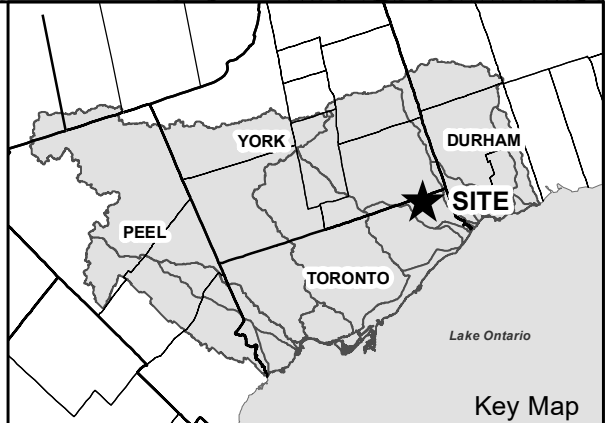 YORK
DURHAM
SITE
PEEL
TORONTO
Lake Ontario
Key Map